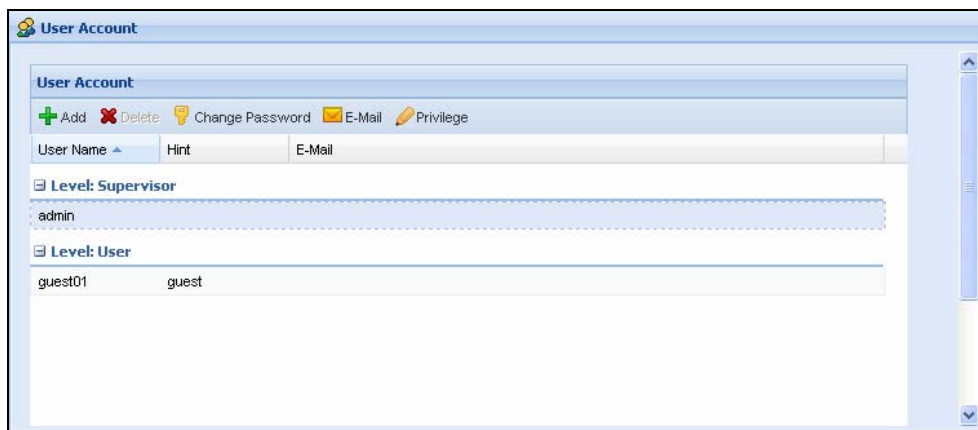 User Account
User Account
Add Delete Change Password E-Mail Privilege
User Name Hint E-Mail
Level: Supervisor
admin
Level: User
guest01 guest